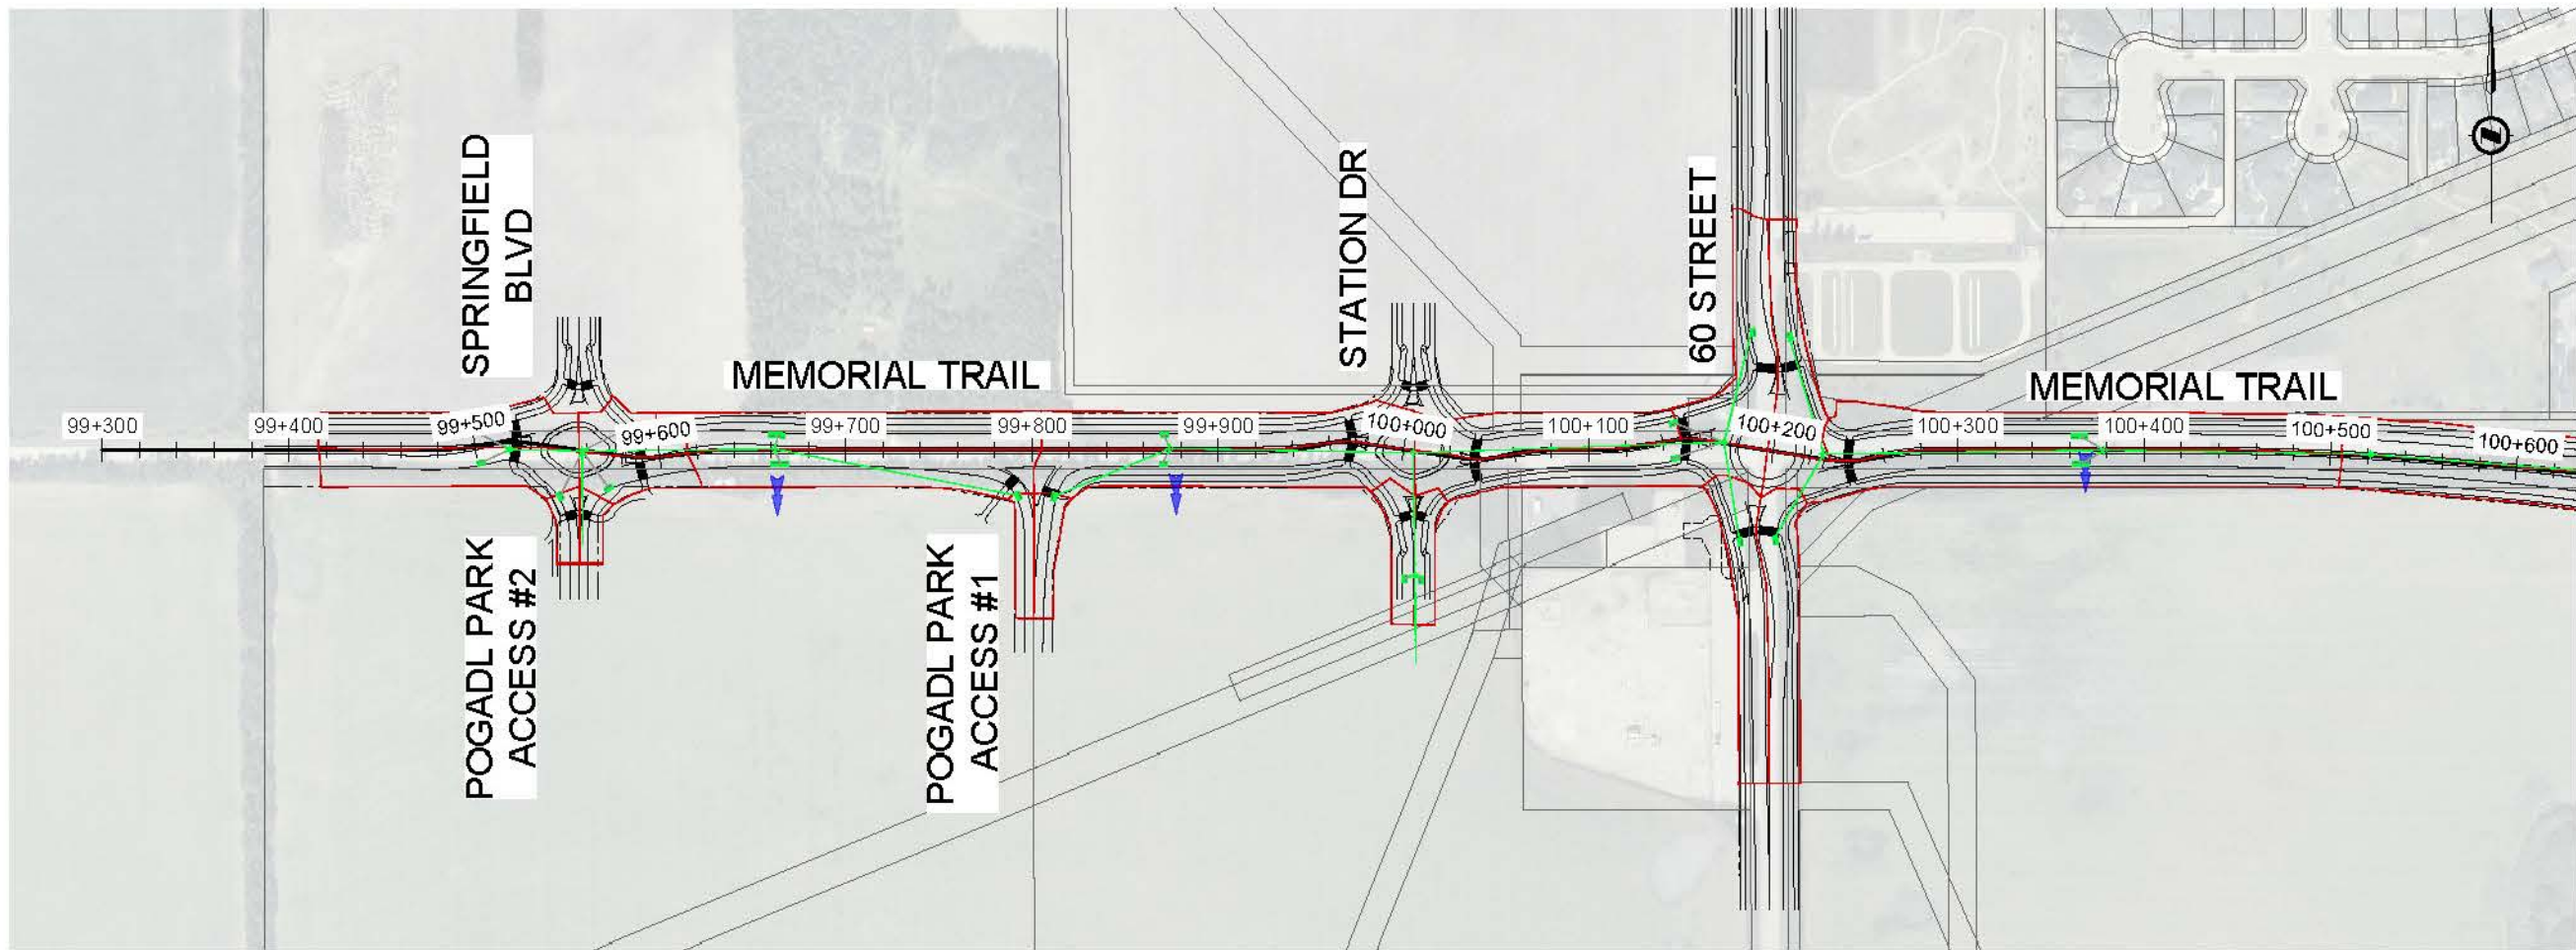 SPRINGFIELD
BLVD
STATION DR
60 STREET
MEMORIAL TRAIL
MEMORIAL TRAIL
99+300
99+400
99+500
99+600
99+700
99+800
99+900
100+000
100+100
100+200
100+300
100+400
100+500
100+600
POGADL PARK
ACCESS #2
POGADL PARK
ACCESS #1